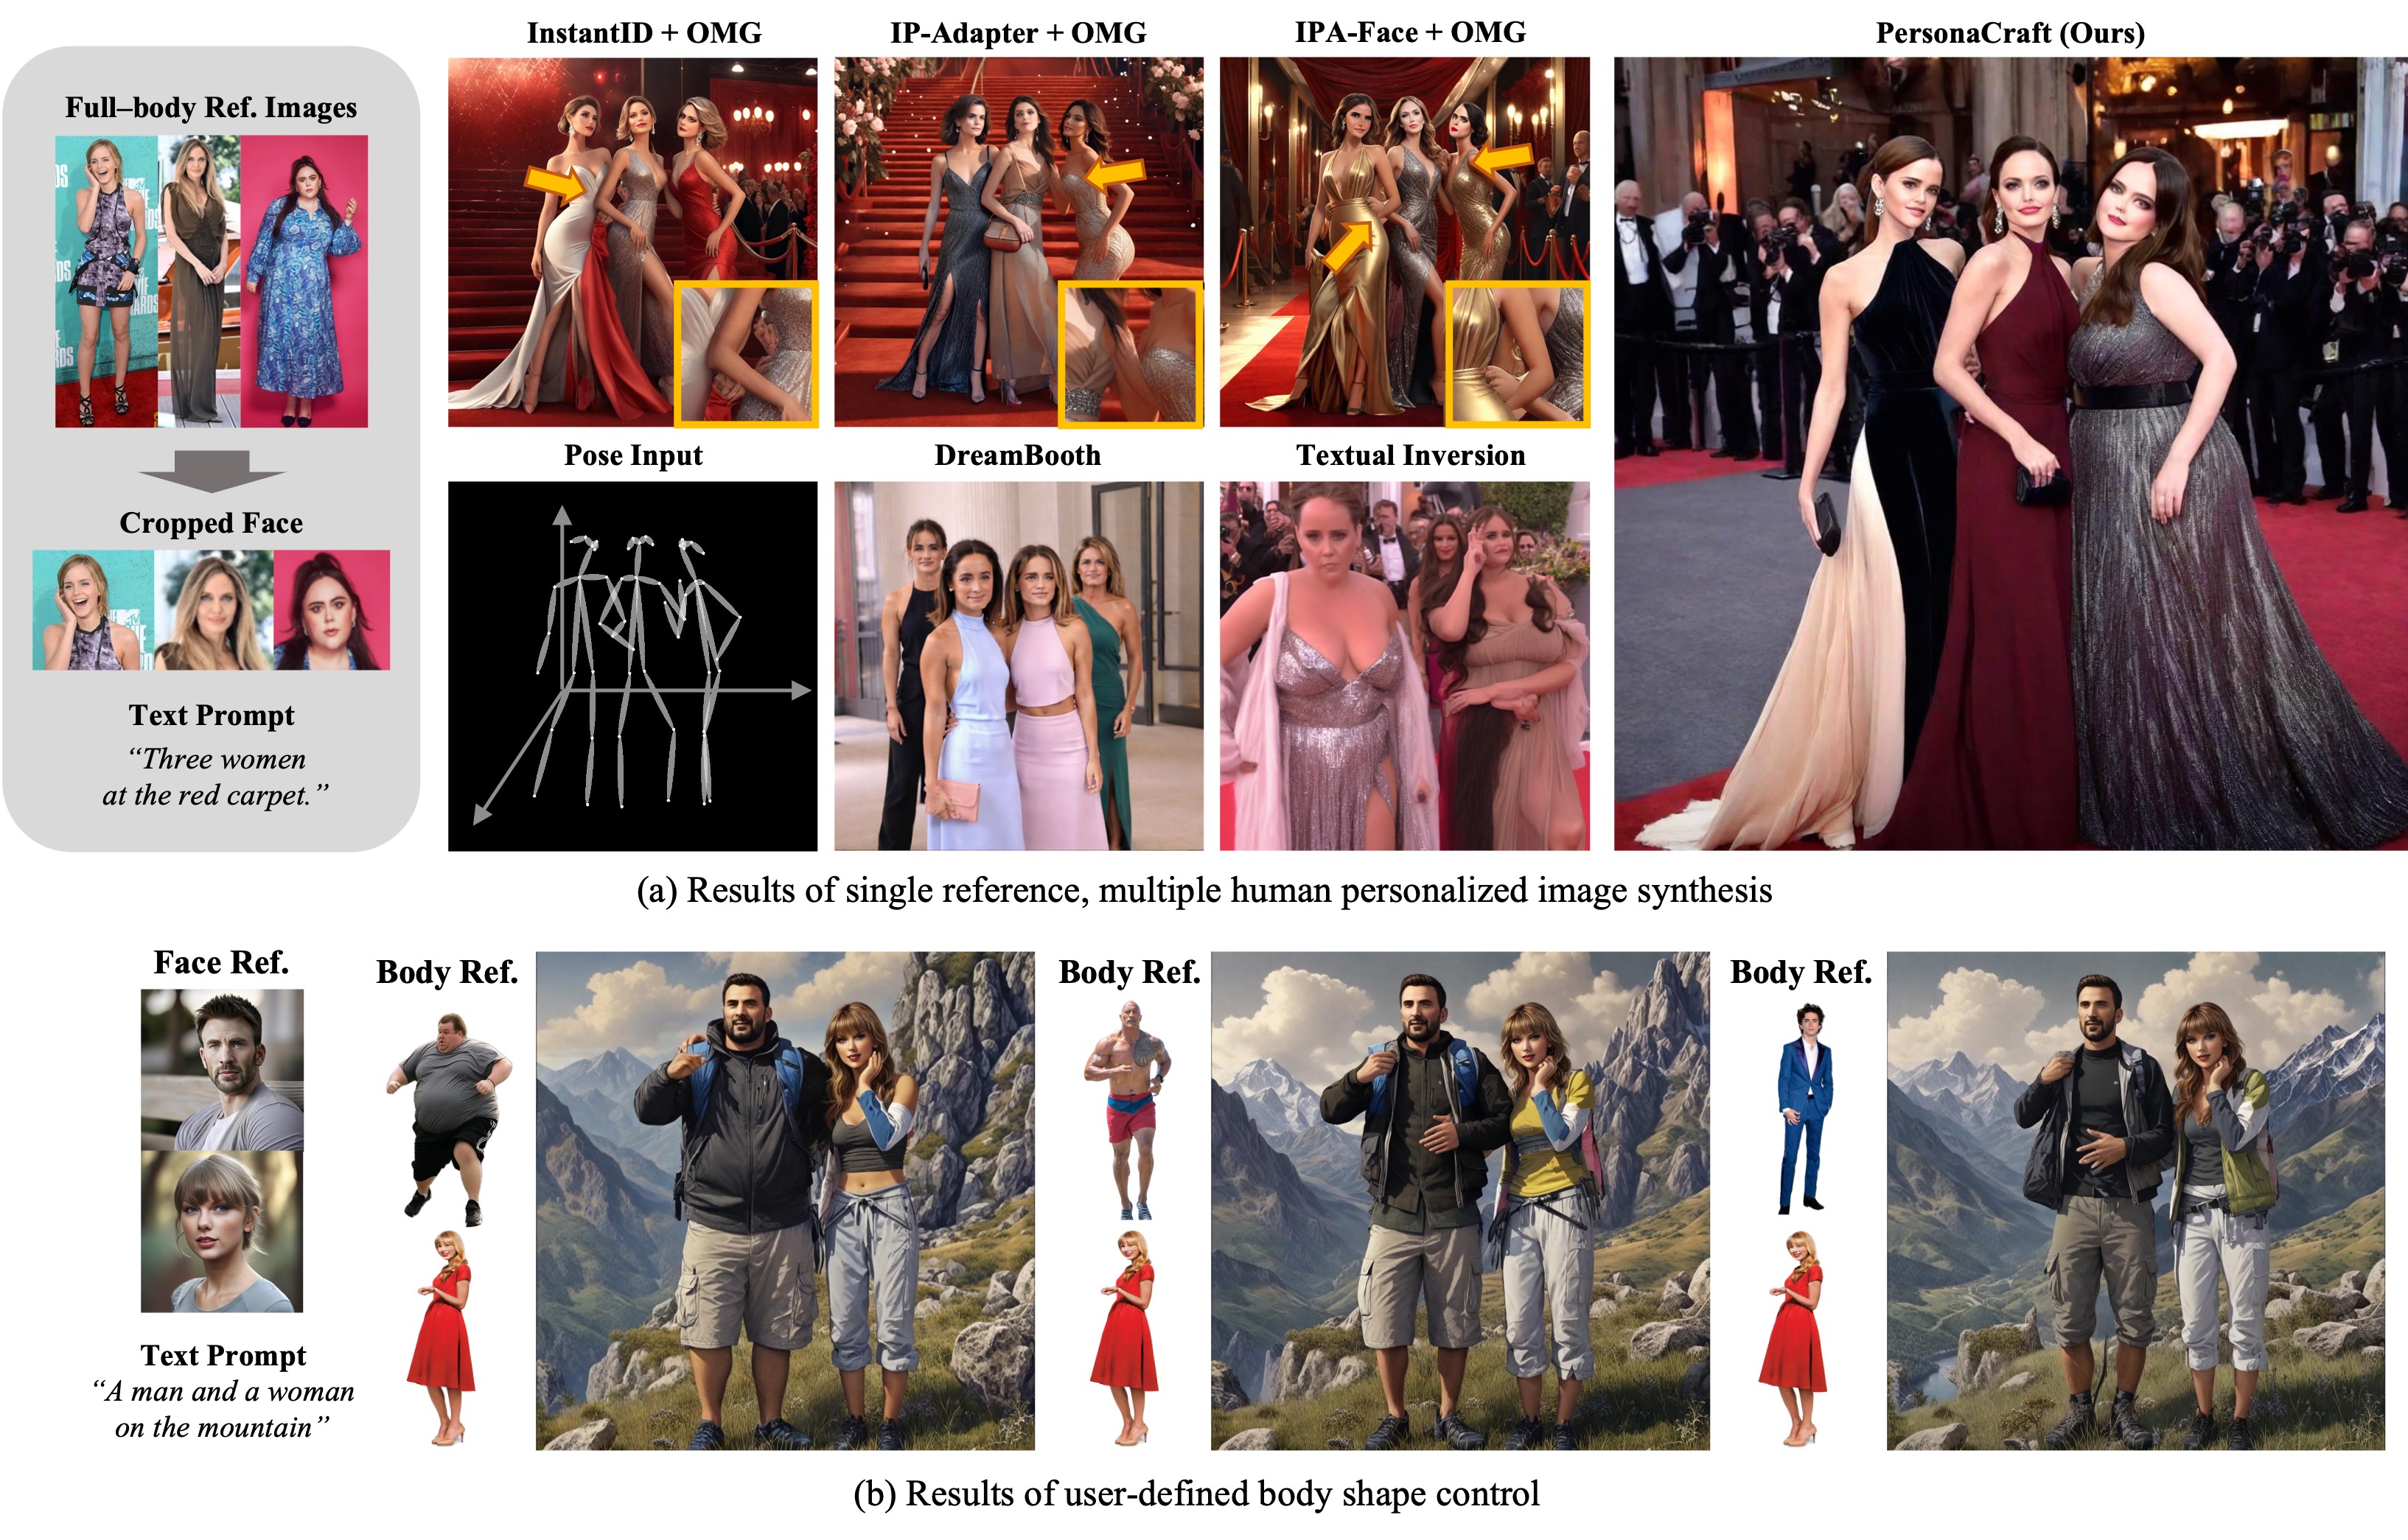 InstantID + OMG
IP-Adapter + OMG
IPA-Face + OMG
PersonaCraft (Ours)
Full–body Ref. Images
Cropped Face
Text Prompt
“Three women
at the red carpet.”
Pose Input
DreamBooth
Textual Inversion
(a) Results of single reference, multiple human personalized image synthesis
Face Ref.
Text Prompt
“A man and a woman
on the mountain”
Body Ref.
Body Ref.
Body Ref.
(b) Results of user-defined body shape control